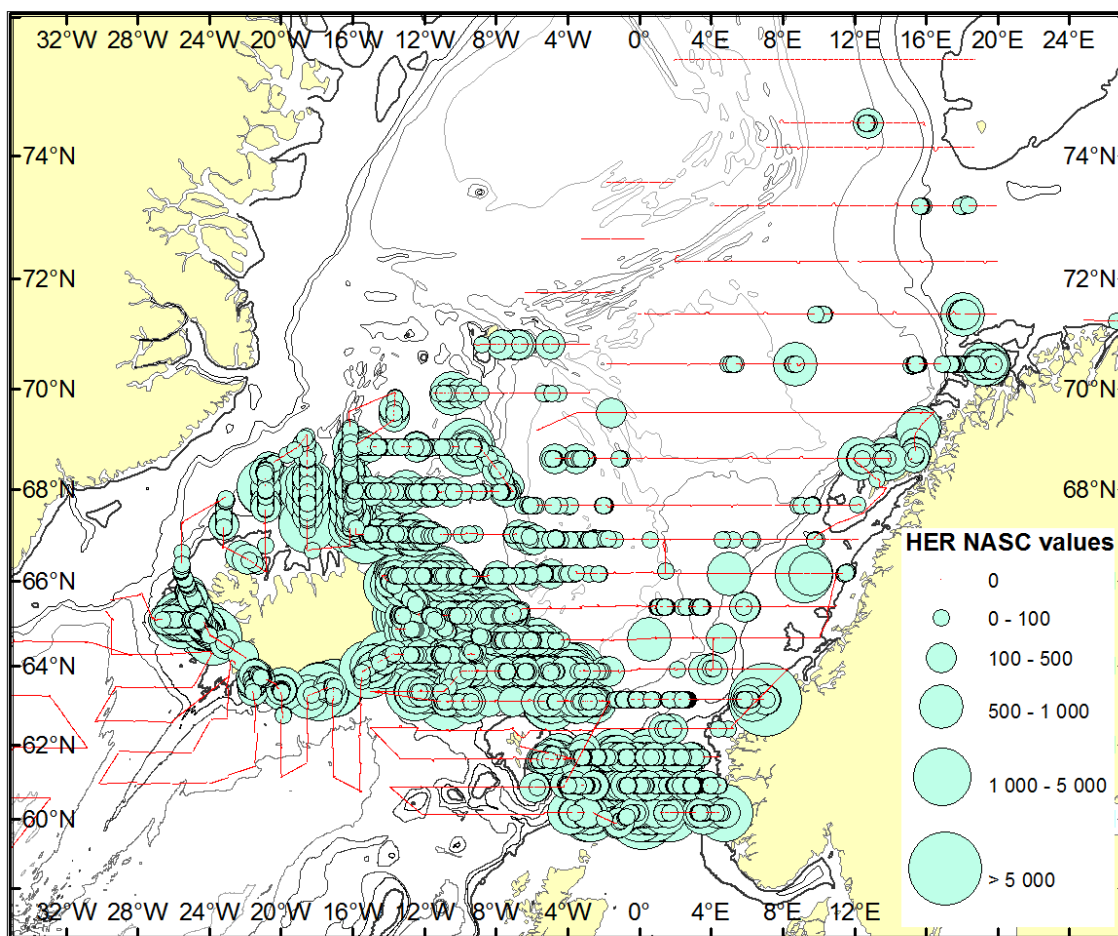 32°W 28°W 24°W 20°W 16°W 12°W 8°W 4°W 0°E 4°E 8°E 12°E 16°E 20°E 24°E
74°N 74°N
72°N 72°N
70°N 70°N
68°N 68°N
HER NASC values
66°N
0
0 - 100
64°N
100 - 500
500 - 1 000
62°N
1 000 - 5 000
60°N
> 5 000
32°W 28°W 24°W 20°W 16°W 12°W 8°W 4°W 0°E 4°E 8°E 12°E